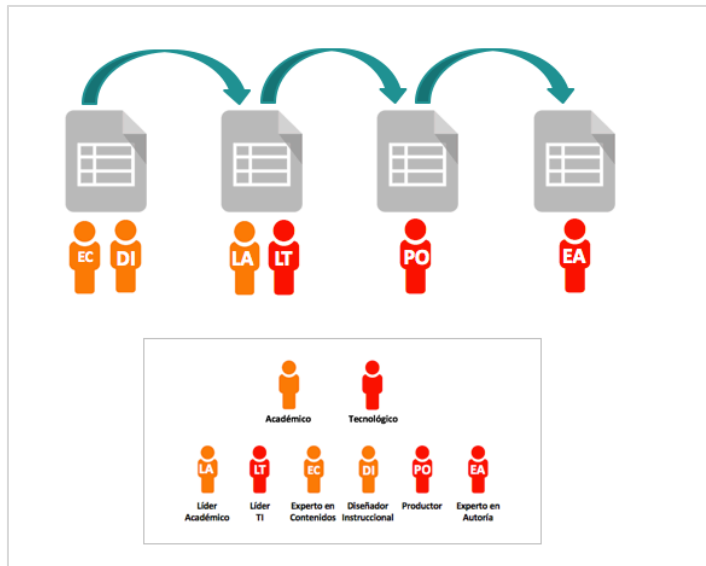 EC DI LA LT PO EA
Académico Tecnológico
LA LT EC DI PO EA
Líder Líder Experto en Diseñador Productor Experto en
Académico TI Contenidos Instruccional Autoría